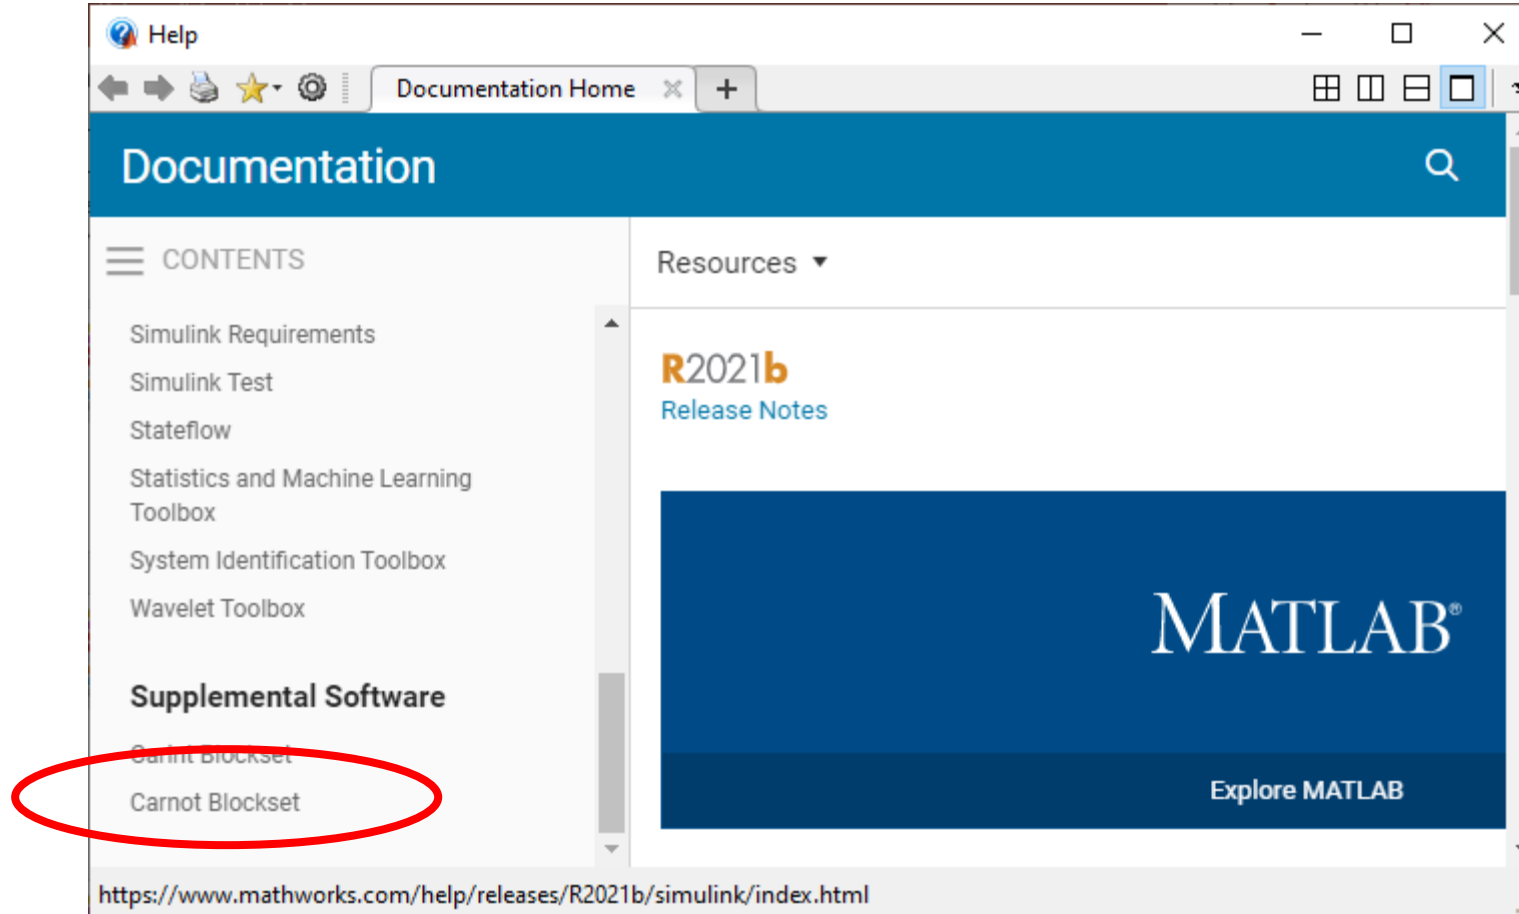 Help
Documentation Home
Documentation
CONTENTS
Resources
Simulink Requirements
Simulink Test
Stateflow
Statistics and Machine Learning
Toolbox
System Identification Toolbox
Wavelet Toolbox
Supplemental Software
Blockset
Carnot Blockset
R2021b
Release Notes
MATLAB®
Explore MATLAB
https://www.mathworks.com/help/releases/R2021b/simulink/index.html